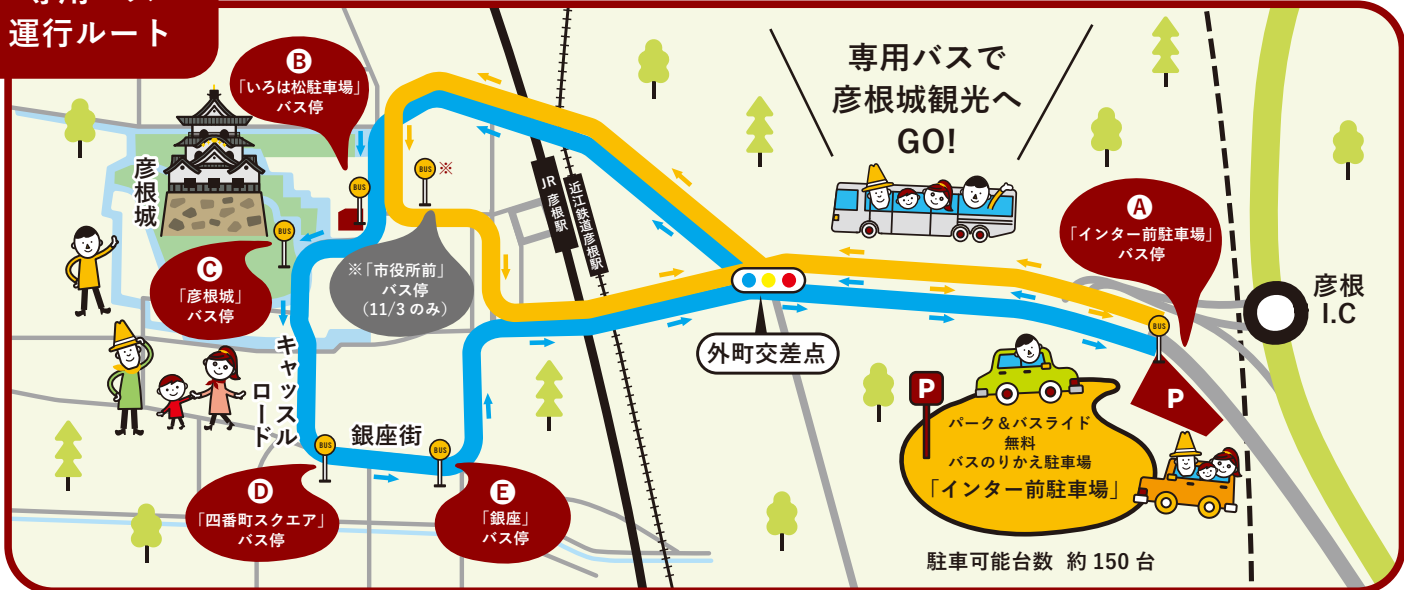 運行ルート
専用バスで
彦根城観光へ
GO!
B
「いろは松駐車場」
バス停
BUS
BUS
※
彦根城
BUS
C
「彦根城」
バス停
※「市役所前」
バス停
(11/3 のみ)
JR 彦根駅
近江鉄道彦根駅
A
「インター前駐車場」
バス停
BUS
彦根
I.C
外町交差点
キャッスル
ロード
銀座街
BUS
BUS
D
「四番町スクエア」
バス停
E
「銀座」
バス停
P
P
パーク＆バスライド
無料
バスのりかえ駐車場
「インター前駐車場」
駐車可能台数 約 150 台